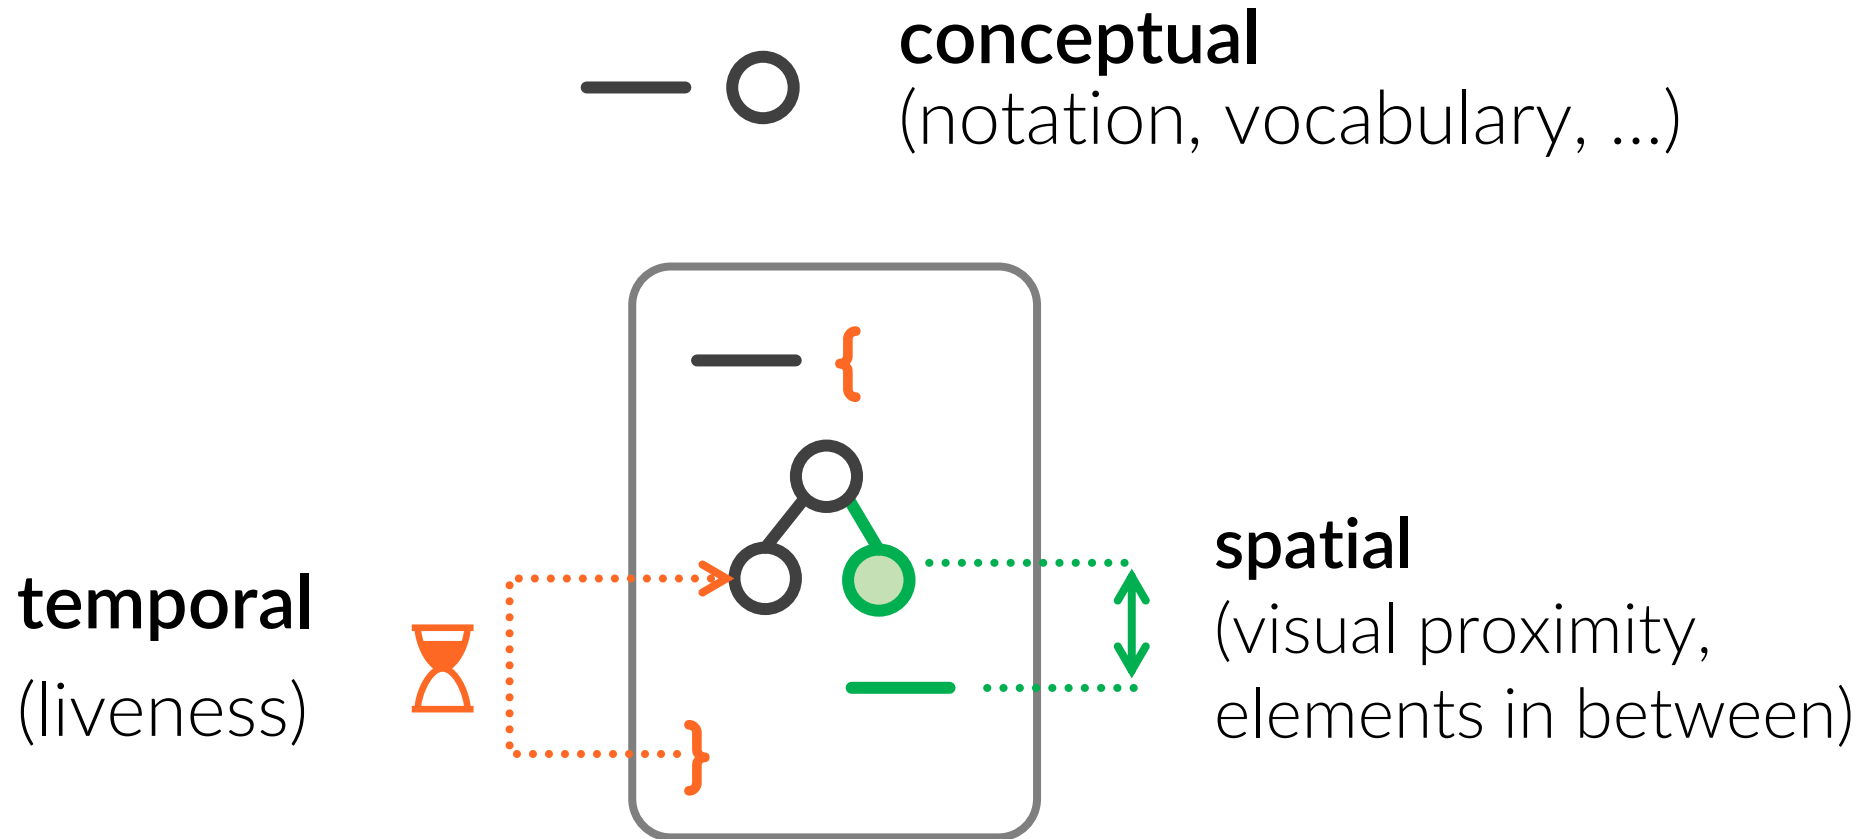 conceptual
(notation, vocabulary, ...)
{
temporal
(liveness)
spatial
(visual proximity,
elements in between)
}